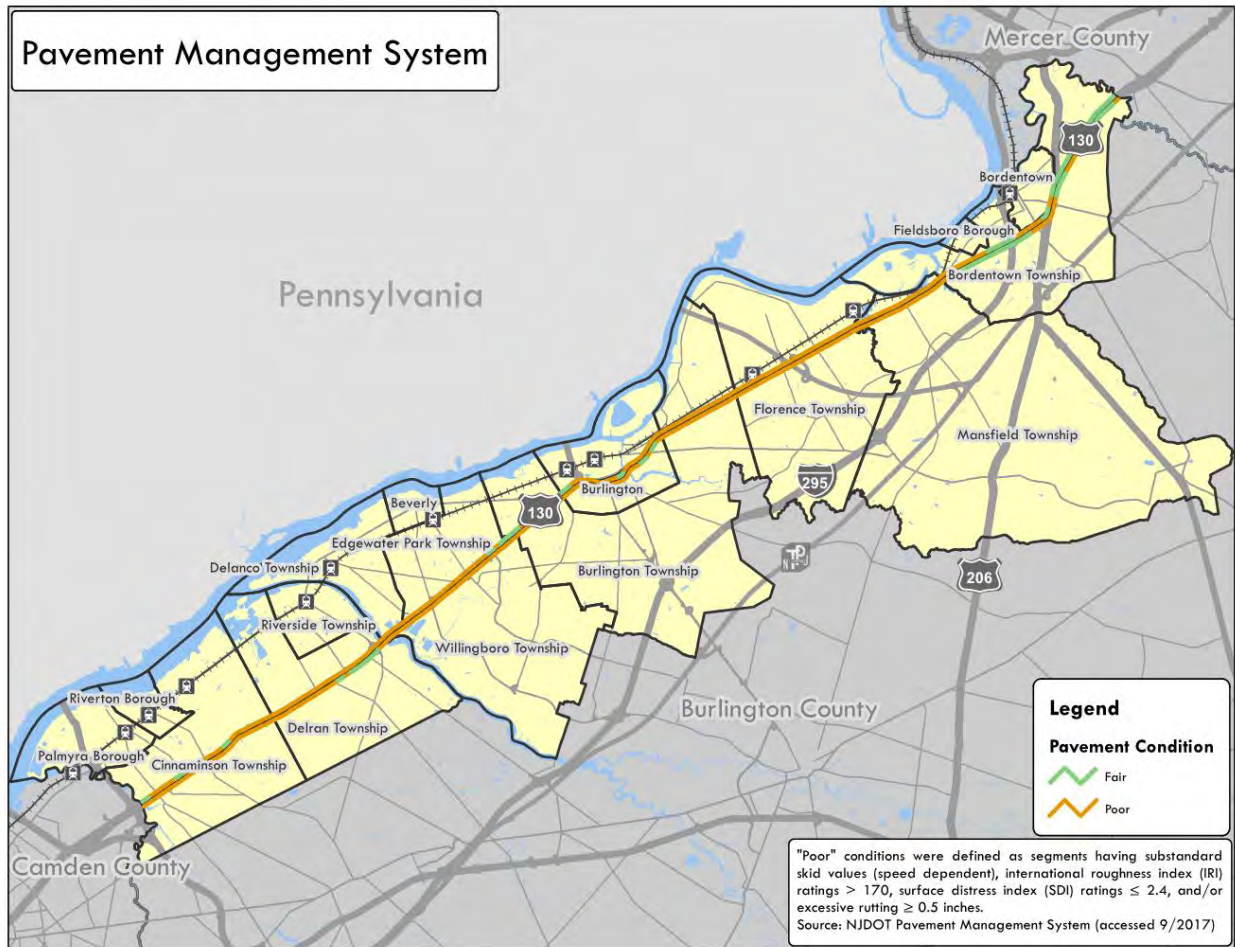 Pavement Management System
Mercer County
130
Bordentown
Fieldsboro Borough
Bordentown Township
Pennsylvania
Florence Township
Mansfield Township
295
Burlington
Beverly
130
Edgewater Park Township
Delanco Township
Burlington Township
206
Riverside Township
Willingboro Township
Riverton Borough
Burlington County
Delran Township
Palmyra Borough
Cinnaminson Township
Camden County
Legend
Pavement Condition
Fair
Poor
"Poor" conditions were defined as segments having substandard
skid values (speed dependent), international roughness index (IRI)
ratings > 170, surface distress index (SDI) ratings ≤ 2.4, and/or
excessive rutting ≥ 0.5 inches.
Source: NJDOT Pavement Management System (accessed 9/2017)